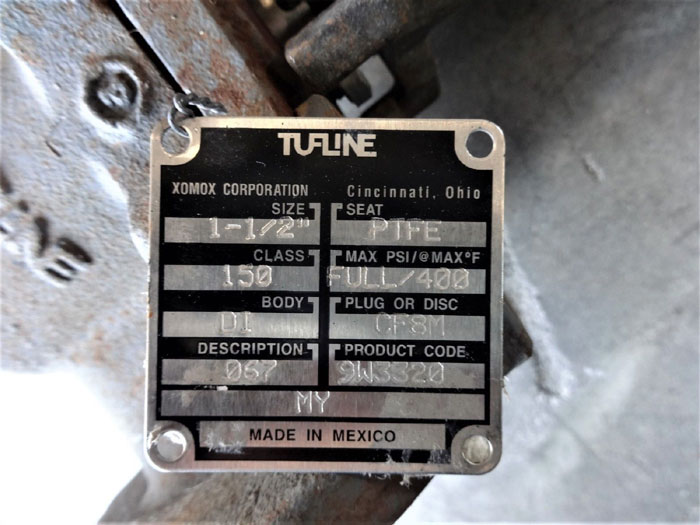 TUFLINE
XOMOX CORPORATION Cincinnati, Ohio
SIZE SEAT
1-1/2" PTFE
CLASS MAX PSI/@MAX°F
150 FULL/400
BODY PLUG OR DISC
DI CF8M
DESCRIPTION PRODUCT CODE
067 9W3320
MY
MADE IN MEXICO